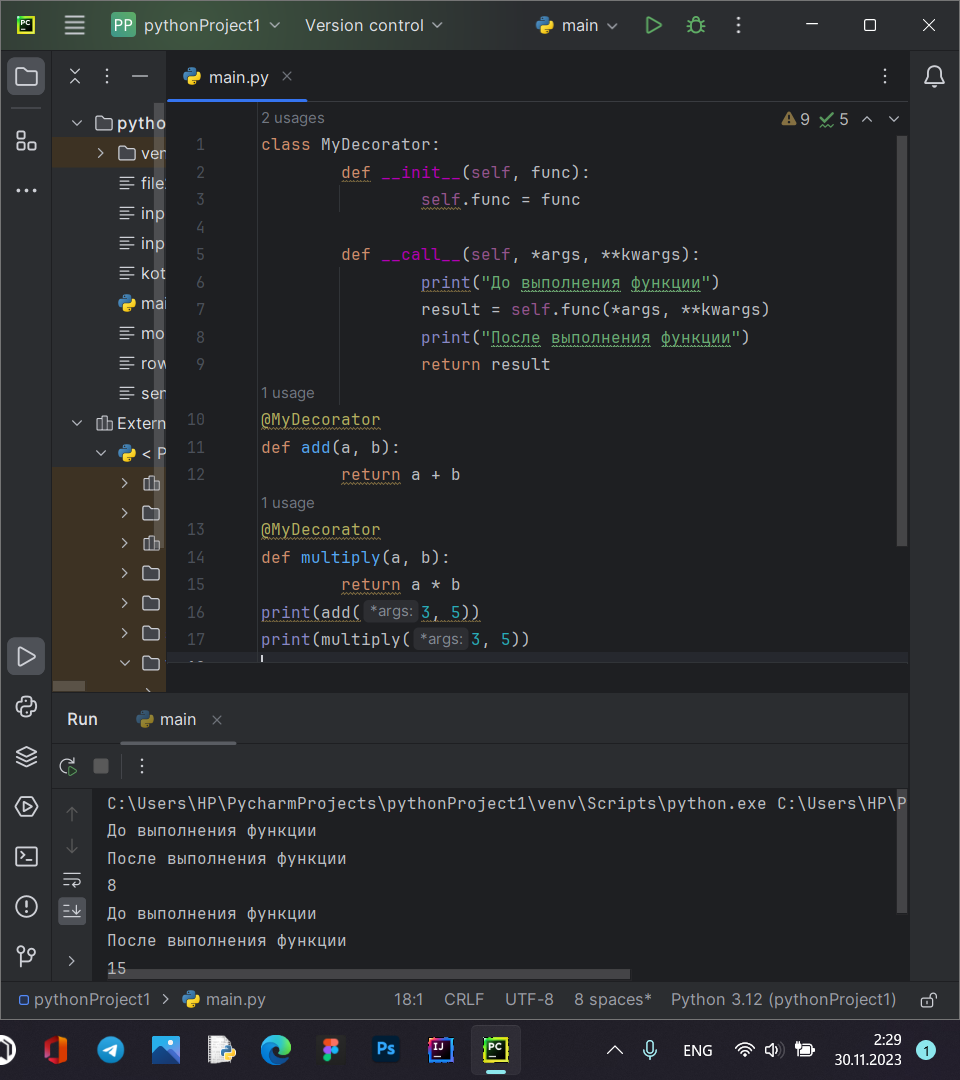 PC
PP pythonProject1 Version control main
main.py
2 usages
9 5
1 class MyDecorator:
2 def __init__(self, func):
3 self.func = func
4
5 def __call__(self, *args, **kwargs):
6 print("До выполнения функции")
7 result = self.func(*args, **kwargs)
8 print("После выполнения функции")
9 return result
1 usage
10 @MyDecorator
11 def add(a, b):
12 return a + b
1 usage
13 @MyDecorator
14 def multiply(a, b):
15 return a * b
16 print(add( *args: 3, 5))
17 print(multiply( *args: 3, 5))
pytho
ven
file
inp
inp
kot
mai
mo
row
sen
Extern
< P
Run main
C:\Users\HP\PycharmProjects\pythonProject1\venv\Scripts\python.exe C:\Users\HP\P
До выполнения функции
После выполнения функции
8
До выполнения функции
После выполнения функции
15
pythonProject1 > main.py 18:1 CRLF UTF-8 8 spaces* Python 3.12 (pythonProject1)
Ps IJ PC ENG 2:29
30.11.2023 1